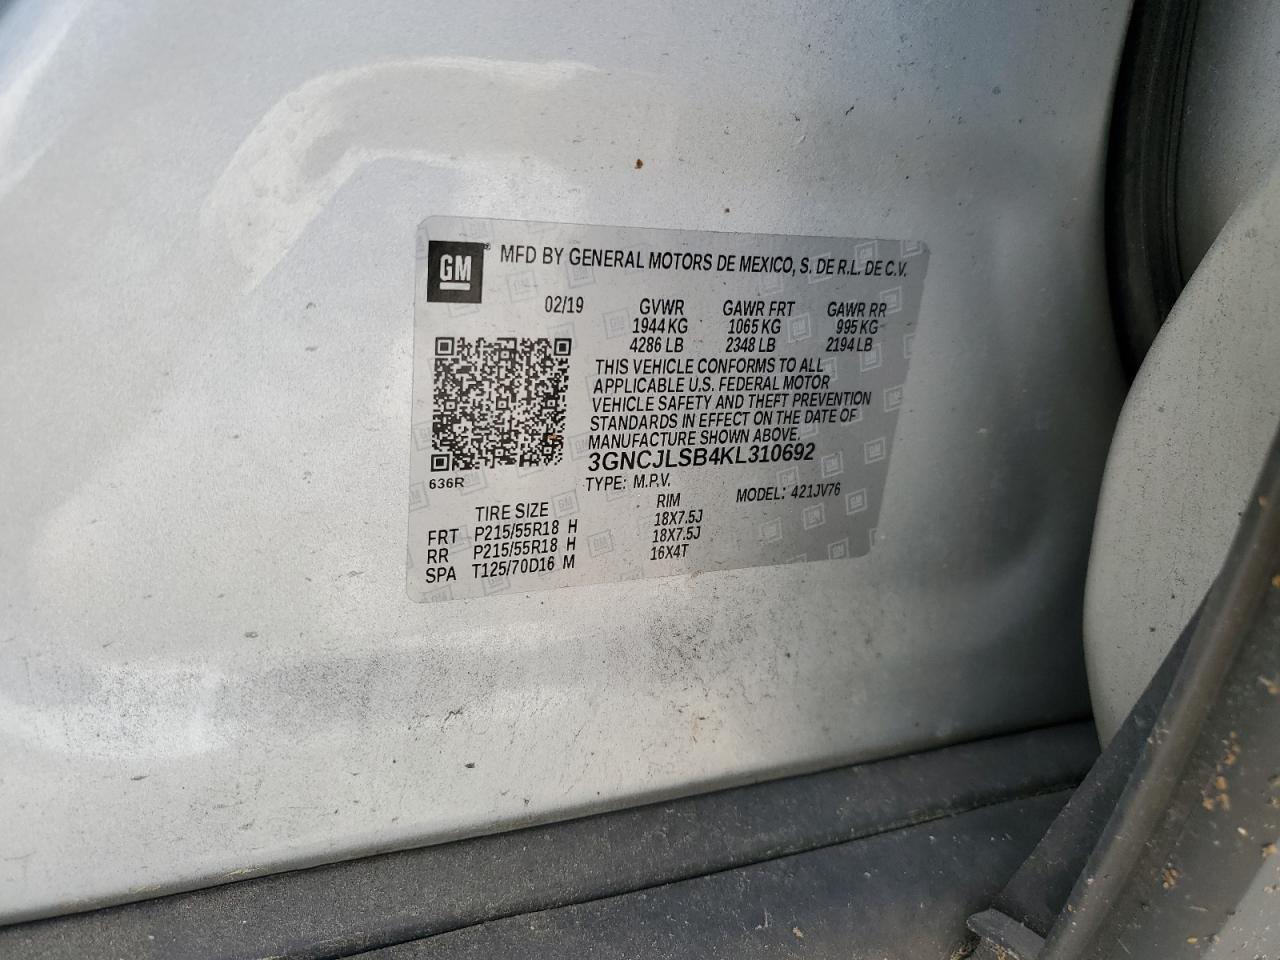 GM
® MFD BY GENERAL MOTORS DE MEXICO, S. DE R.L. DE C.V.
02/19 GVWR GAWR FRT GAWR RR
1944 KG 1065 KG 995 KG
4286 LB 2348 LB 2194 LB
THIS VEHICLE CONFORMS TO ALL
APPLICABLE U.S. FEDERAL MOTOR
VEHICLE SAFETY AND THEFT PREVENTION
STANDARDS IN EFFECT ON THE DATE OF
MANUFACTURE SHOWN ABOVE.
3GNCJLSB4KL310692
636R
TYPE: M.P.V. MODEL: 421JV76
TIRE SIZE RIM
FRT P215/55R18 H 18X7.5J
RR P215/55R18 H 18X7.5J
SPA T125/70D16 M 16X4T